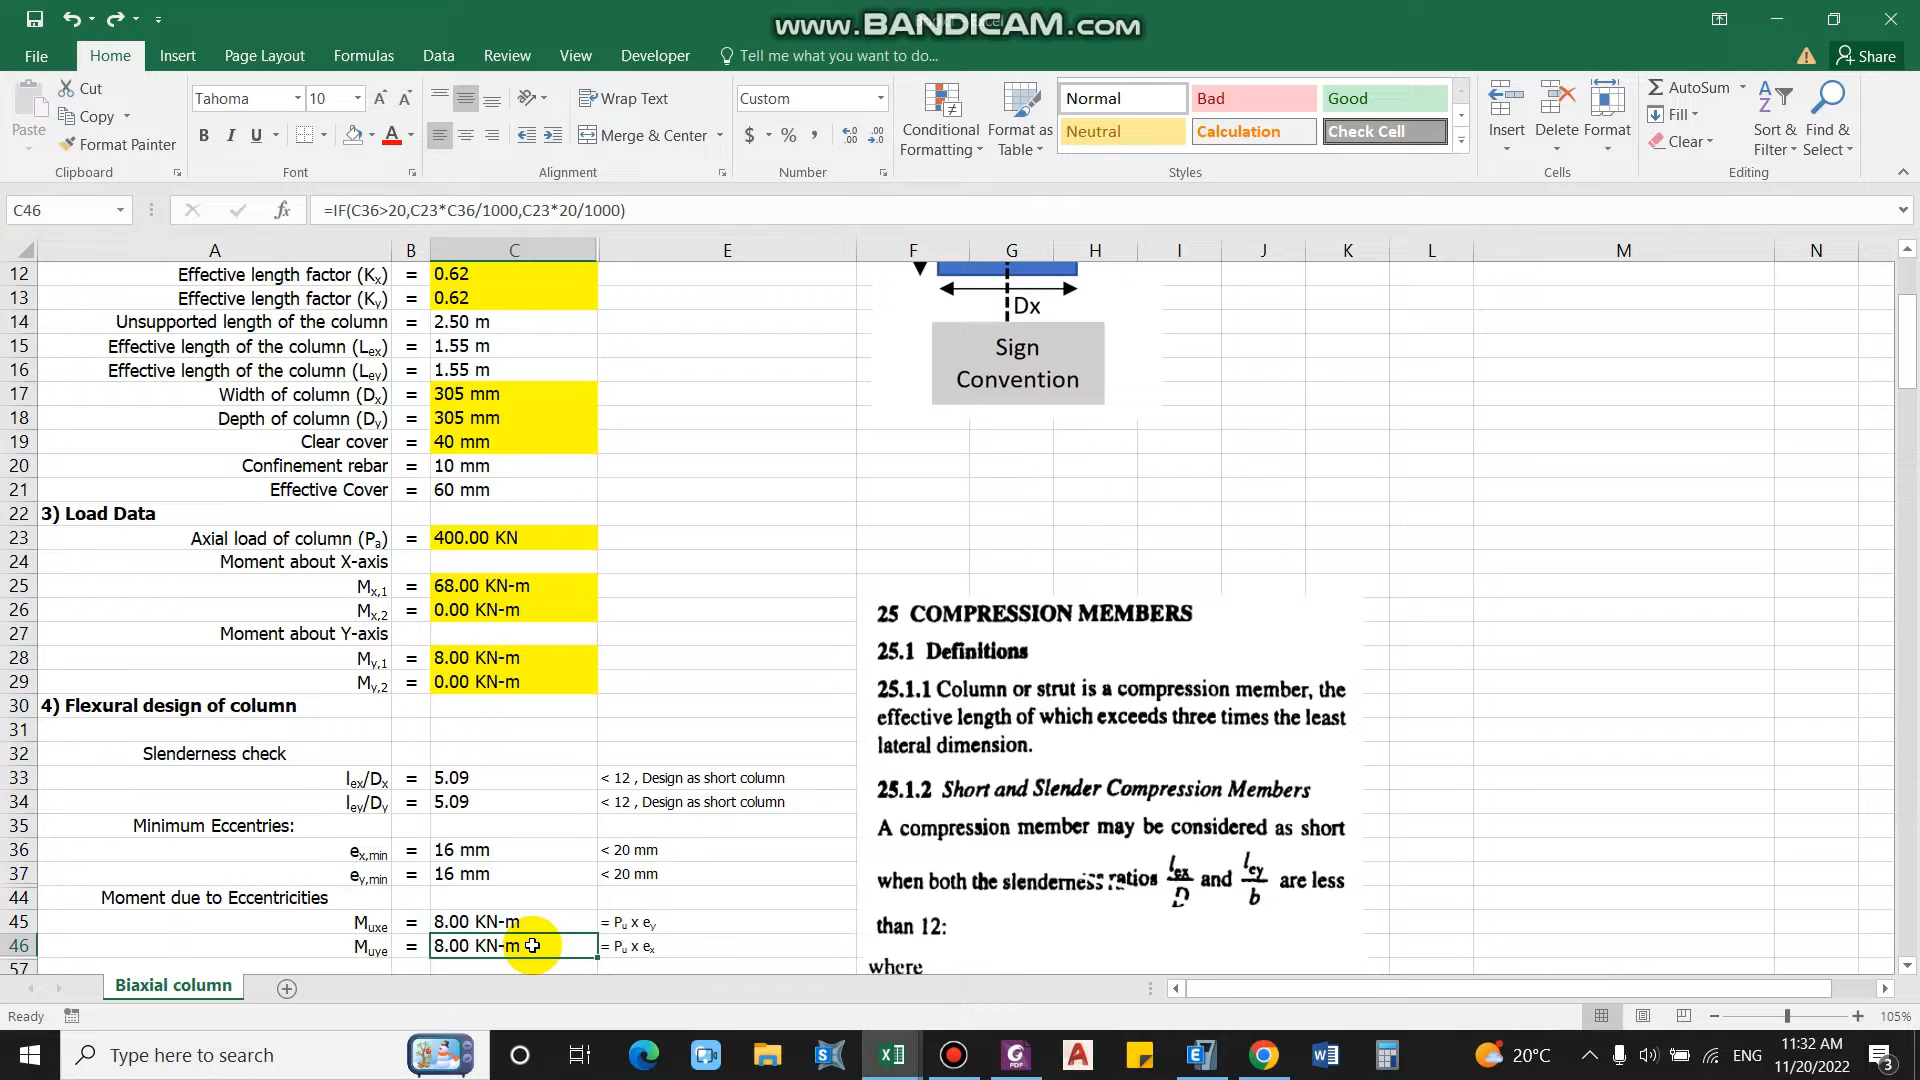 www.BANDICAM.com
File Home Insert Page Layout Formulas Data Review View Developer Tell me what you want to do... Share
Cut
Copy
Format Painter
Paste
Clipboard
Tahoma 10
B I U A
Font
Wrap Text
Merge & Center
Alignment
Custom
$ % ,
Number
Conditional Formatting
Format as Table
Normal Bad Good
Neutral Calculation Check Cell
Styles
Insert Delete Format
Cells
AutoSum
Fill
Clear
Sort & Filter
Find & Select
Editing
C46 fx =IF(C36>20,C23*C36/1000,C23*20/1000)
A B C E F G H I J K L M N
12 Effective length factor (Kx) = 0.62
13 Effective length factor (Ky) = 0.62
14 Unsupported length of the column = 2.50 m
15 Effective length of the column (Lex) = 1.55 m
16 Effective length of the column (Ley) = 1.55 m
17 Width of column (Dx) = 305 mm
18 Depth of column (Dy) = 305 mm
19 Clear cover = 40 mm
20 Confinement rebar = 10 mm
21 Effective Cover = 60 mm
22 3) Load Data
23 Axial load of column (Pa) = 400.00 KN
24 Moment about X-axis
25 Mx,1 = 68.00 KN-m
26 Mx,2 = 0.00 KN-m
27 Moment about Y-axis
28 My,1 = 8.00 KN-m
29 My,2 = 0.00 KN-m
30 4) Flexural design of column
31
32 Slenderness check
33 lex/Dx = 5.09 < 12 , Design as short column
34 ley/Dy = 5.09 < 12 , Design as short column
35 Minimum Eccentries:
36 ex,min = 16 mm < 20 mm
37 ey,min = 16 mm < 20 mm
44 Moment due to Eccentricities
45 Muxe = 8.00 KN-m = Pu x ey
46 Muye = 8.00 KN-m = Pu x ex
57
Dx
Sign
Convention
25 COMPRESSION MEMBERS
25.1 Definitions
25.1.1 Column or strut is a compression member, the
effective length of which exceeds three times the least
lateral dimension.
25.1.2 Short and Slender Compression Members
A compression member may be considered as short
when both the slenderness ratios lex/D and ley/b are less
than 12:
where
Biaxial column
Ready 105%
Type here to search
20°C ENG
11:32 AM
11/20/2022
3